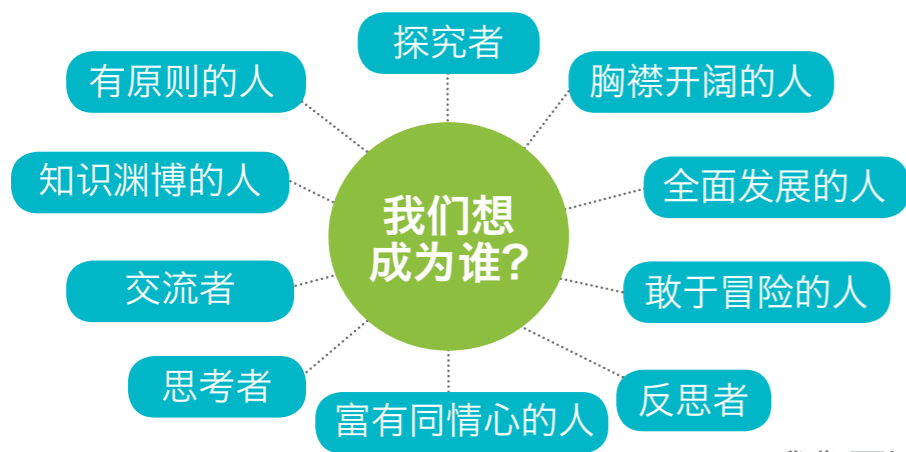 探究者
有原则的人
胸襟开阔的人
知识渊博的人
全面发展的人
我们想
成为谁?
交流者
敢于冒险的人
思考者
反思者
富有同情心的人